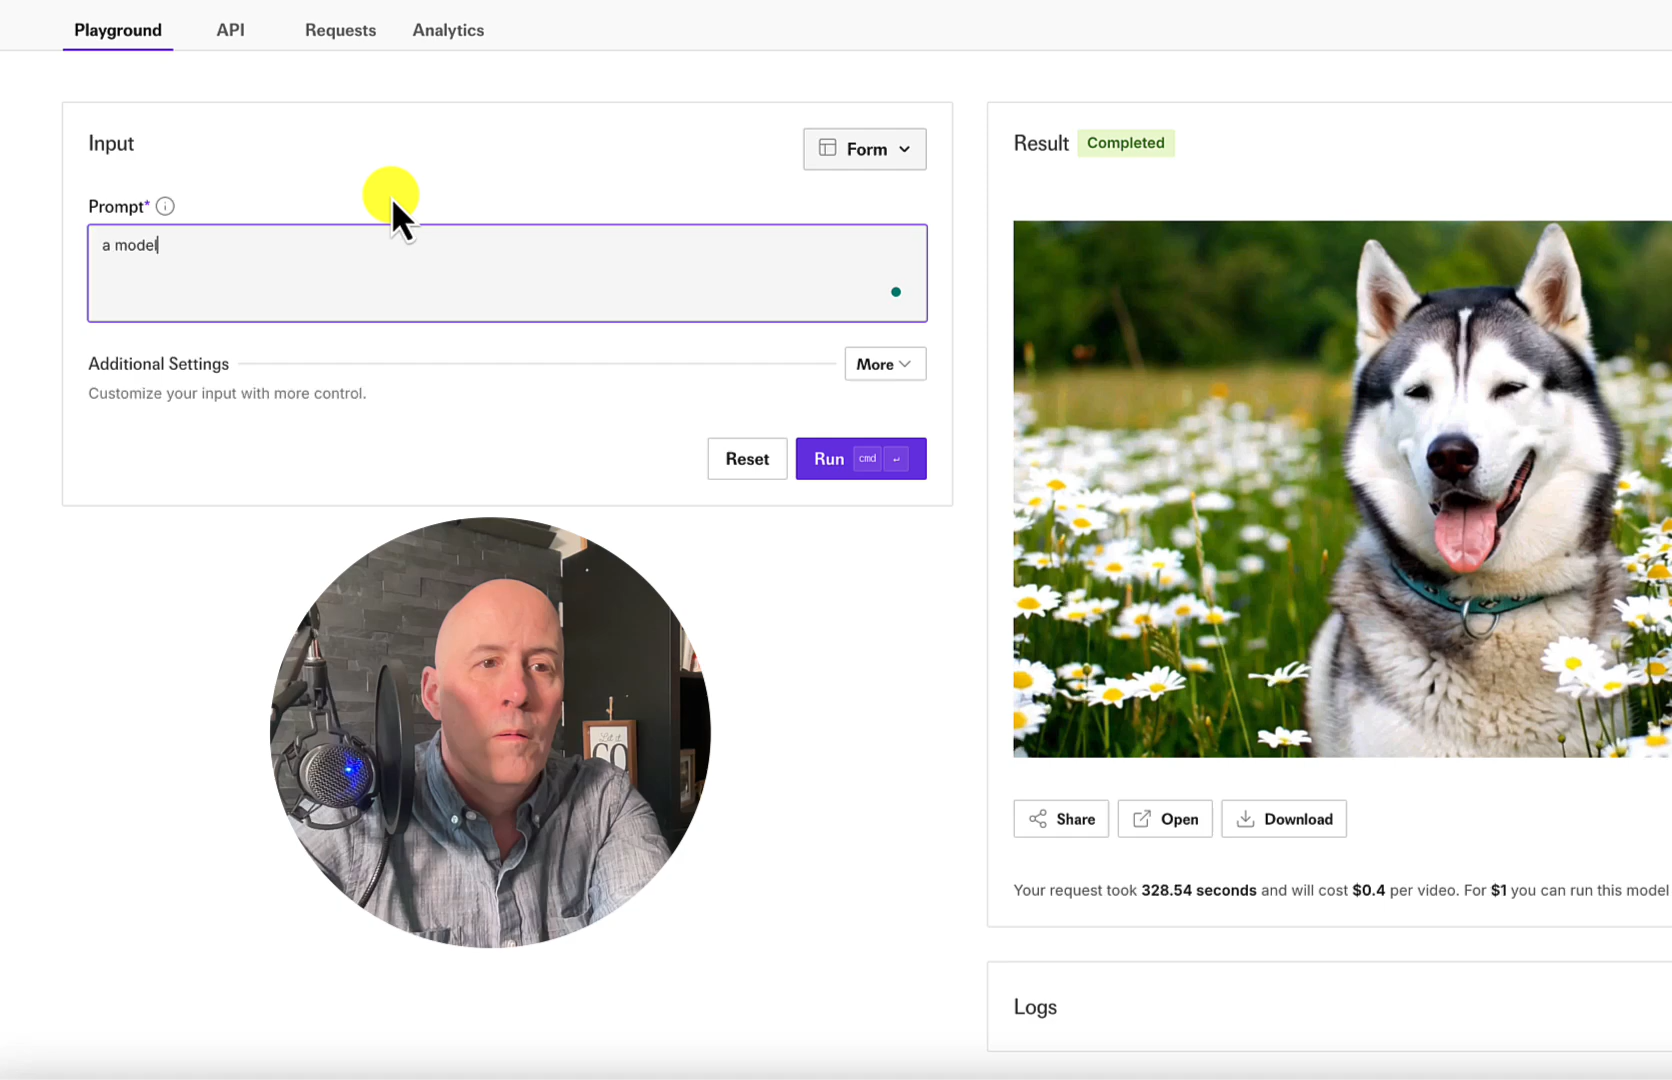 Playground API Requests Analytics
Input
Form
Prompt*
a model
Additional Settings
More
Customize your input with more control.
Reset
Run cmd ↵
Result Completed
Share Open Download
Your request took 328.54 seconds and will cost $0.4 per video. For $1 you can run this model
Logs
GO